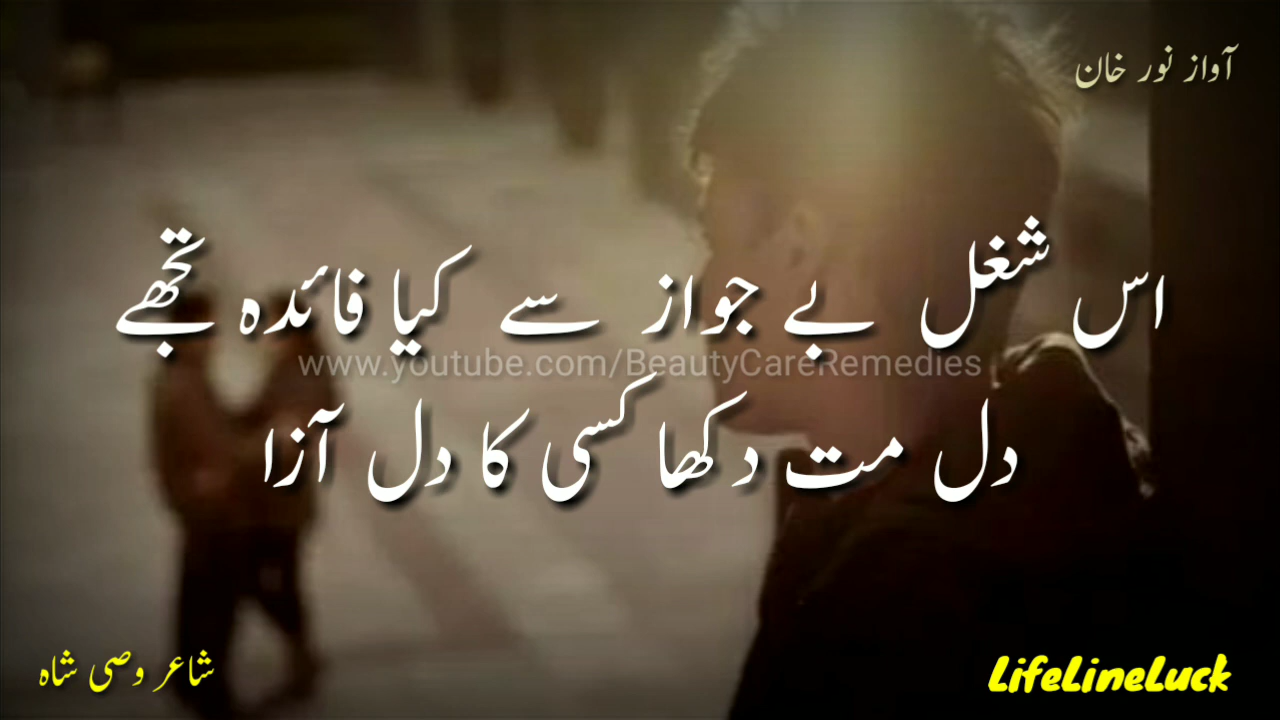 آواز نور خان
اس شغل بے جواز سے کیا فائدہ تجھے
www.youtube.com/BeautyCareRemedies
دل مت دکھا کسی کا دل آزا
شاعر وصی شاہ
LifeLineLuck